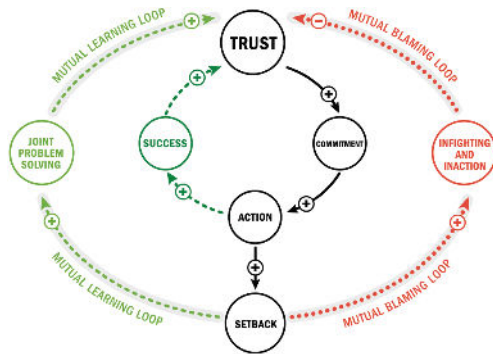 MUTUAL LEARNING LOOP
+
TRUST
−
MUTUAL BLAMING LOOP
+
+
JOINT
PROBLEM
SOLVING
SUCCESS
COMMITMENT
INFIGHTING AND
INACTION
+
+
ACTION
+
+
+
MUTUAL LEARNING LOOP
SETBACK
MUTUAL BLAMING LOOP